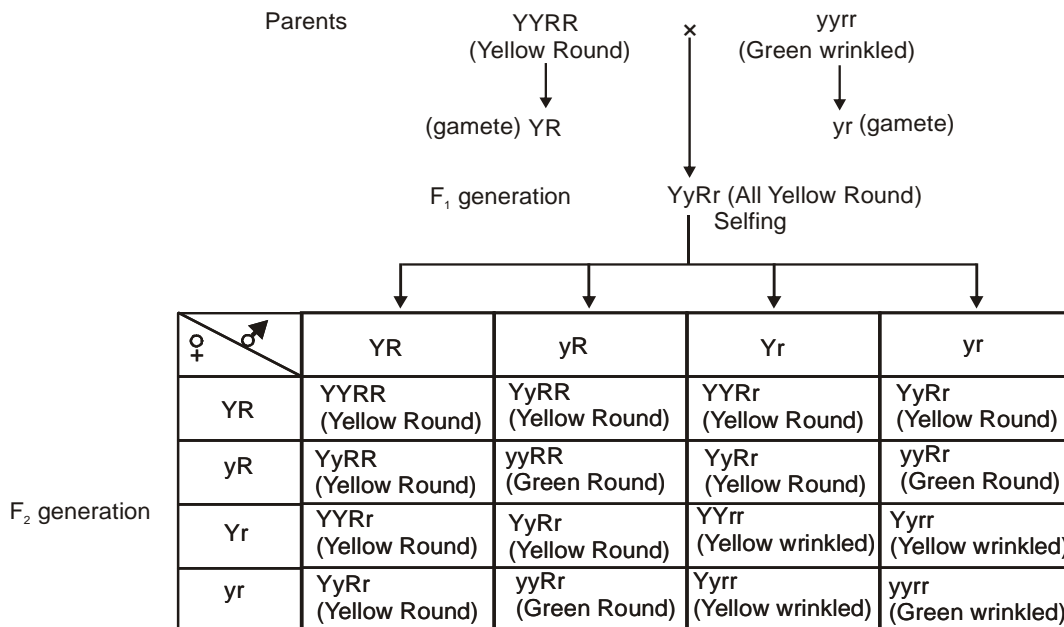 Parents YYRR × yyrr
(Yellow Round) (Green wrinkled)
(gamete) YR yr (gamete)
F₁ generation YyRr (All Yellow Round)
Selfing
♀ ♂ YR yR Yr yr
YR YYRR YyRR YYRr YyRr
(Yellow Round) (Yellow Round) (Yellow Round) (Yellow Round)
yR YyRR yyRR YyRr yyRr
(Yellow Round) (Green Round) (Yellow Round) (Green Round)
F₂ generation
Yr YYRr YyRr YYrr Yyrr
(Yellow Round) (Yellow Round) (Yellow wrinkled) (Yellow wrinkled)
yr YyRr yyRr Yyrr yyrr
(Yellow Round) (Green Round) (Yellow wrinkled) (Green wrinkled)